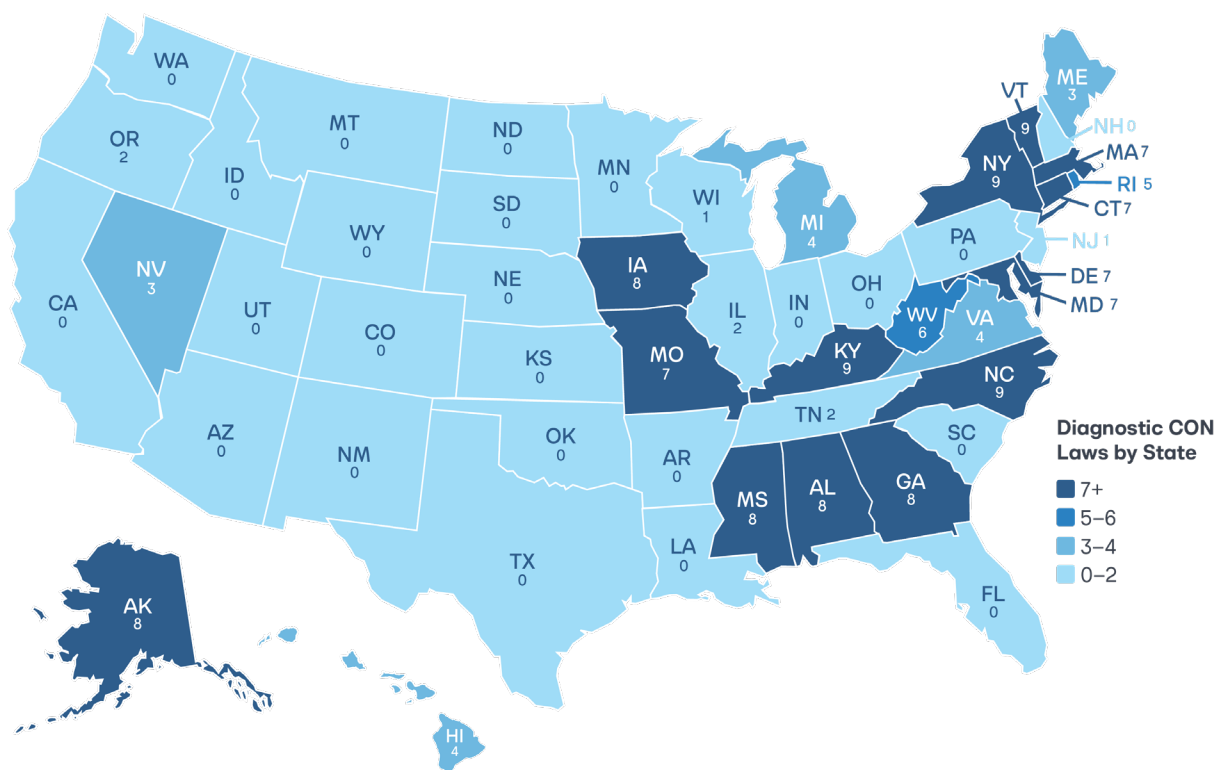 WA
0
OR
2
CA
0
NV
3
ID
0
MT
0
WY
0
UT
0
AZ
0
CO
0
NM
0
ND
0
SD
0
NE
0
KS
0
OK
0
TX
0
MN
0
IA
8
MO
7
AR
0
LA
0
WI
1
IL
2
MI
4
IN
0
OH
0
KY
9
TN 2
MS
8
AL
8
GA
8
FL
0
SC
0
NC
9
VA
4
WV
6
PA
0
NY
9
VT
9
ME
3
NH 0
MA 7
RI 5
CT 7
NJ 1
DE 7
MD 7
AK
8
HI
4
Diagnostic CON
Laws by State
7+
5–6
3–4
0–2